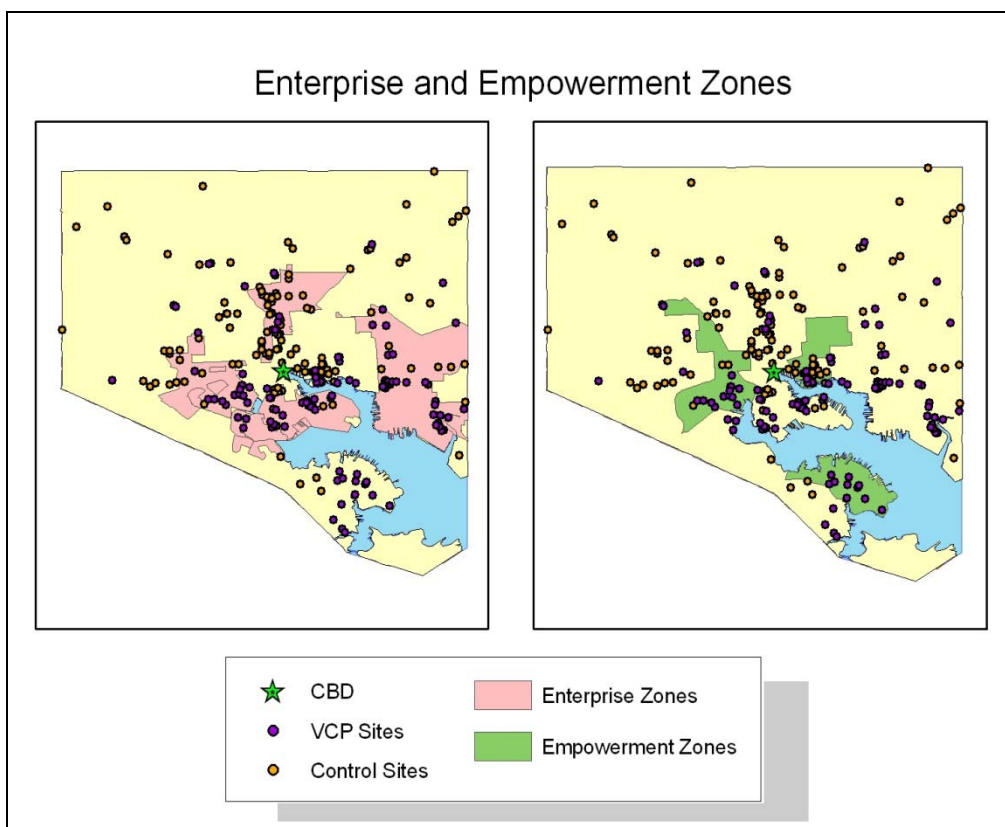 Enterprise and Empowerment Zones
CBD
VCP Sites
Control Sites
Enterprise Zones
Empowerment Zones